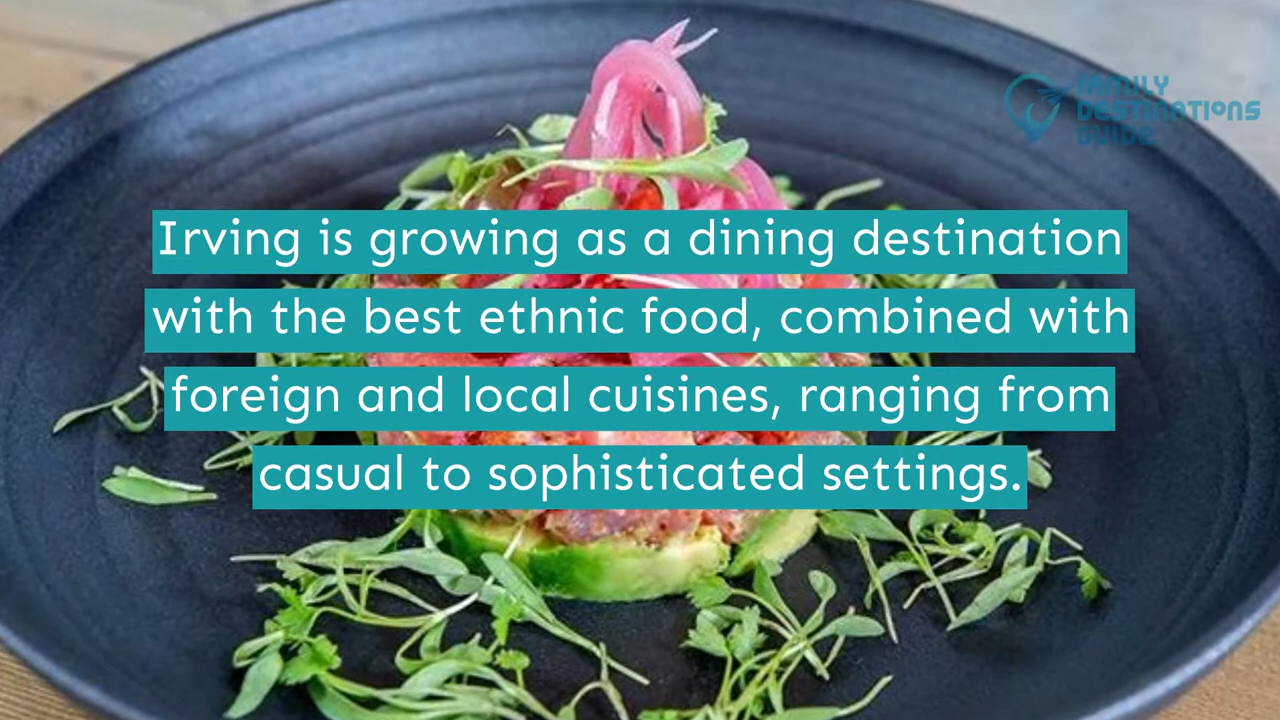 FAMILY
DESTINATIONS
GUIDE
Irving is growing as a dining destination
with the best ethnic food, combined with
foreign and local cuisines, ranging from
casual to sophisticated settings.